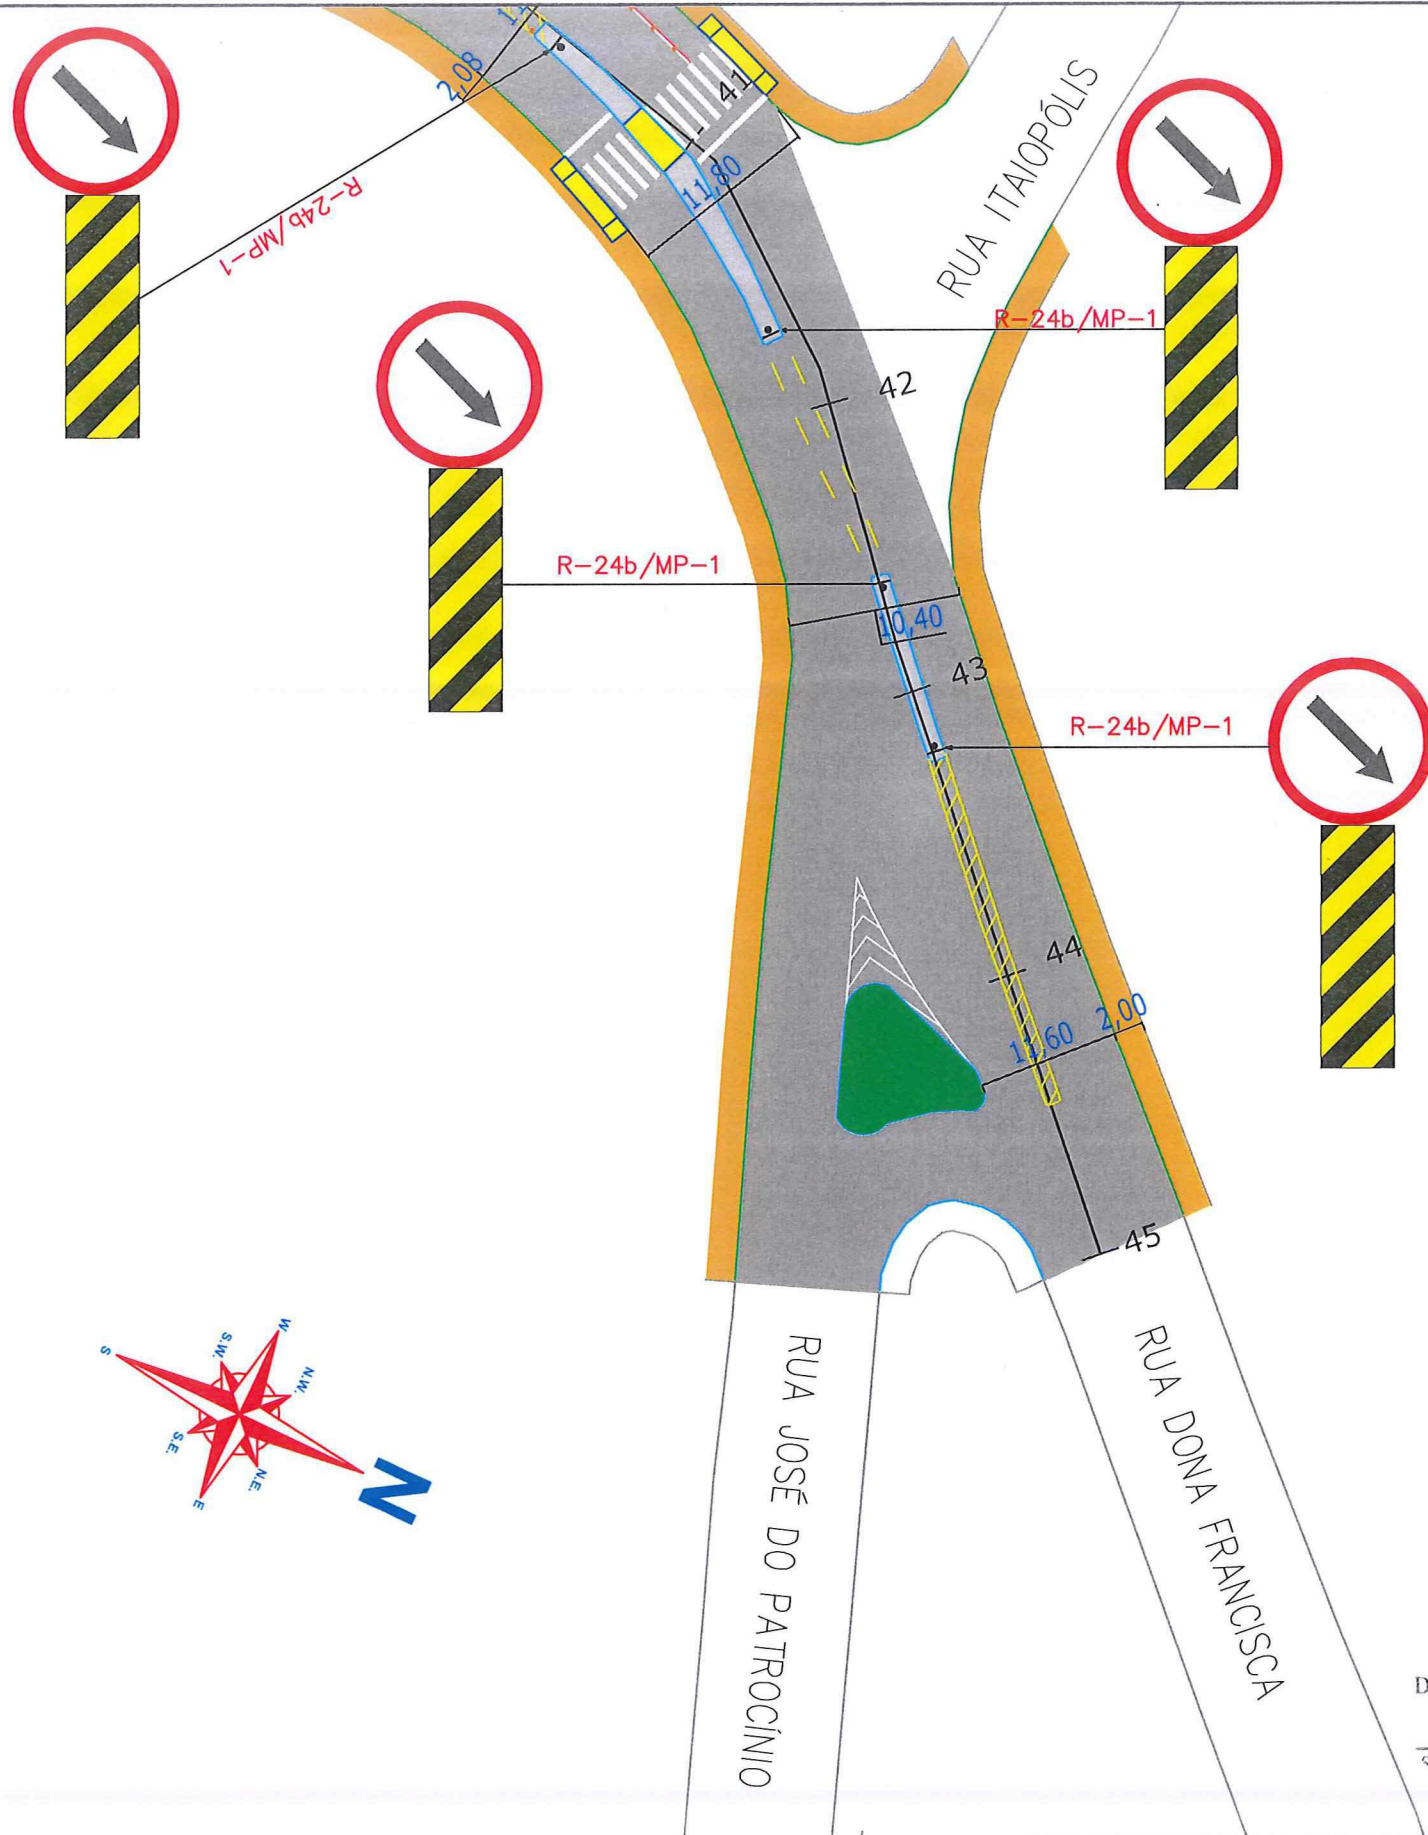 2,08
41
11,80
R-24b/MP-1
RUA ITAIOPÓLIS
R-24b/MP-1
42
R-24b/MP-1
10,40
43
R-24b/MP-1
44
11,60
2,00
45
RUA JOSÉ DO PATROCÍNIO
RUA DONA FRANCISCA
S
S.W.
W
N.W.
S.E.
E
N.E.
N
D